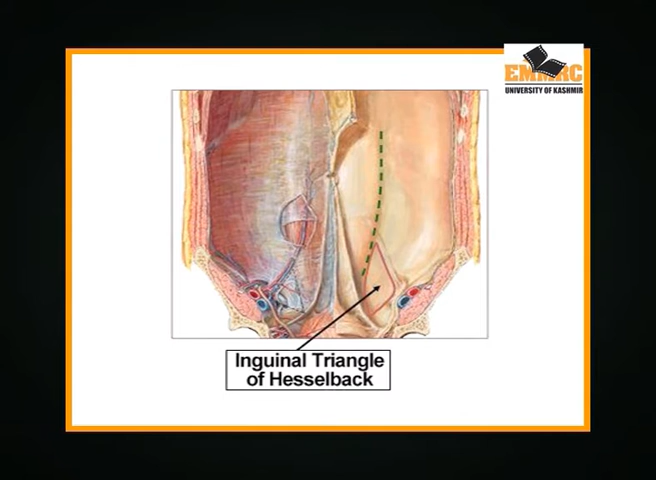 EMMRC
UNIVERSITY OF KASHMIR
Inguinal Triangle
of Hesselback